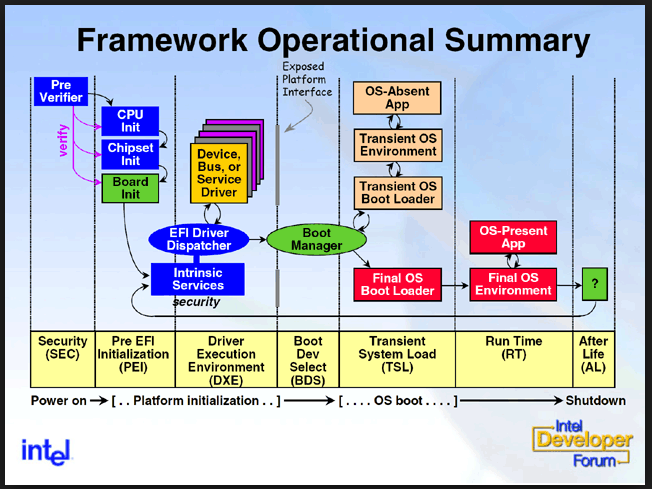 Framework Operational Summary
Exposed
Platform
Interface
Pre
Verifier
verify
CPU
Init
Chipset
Init
Board
Init
Device,
Bus, or
Service
Driver
EFI Driver
Dispatcher
Intrinsic
Services
security
Boot
Manager
OS-Absent
App
Transient OS
Environment
Transient OS
Boot Loader
Final OS
Boot Loader
OS-Present
App
Final OS
Environment
?
Security
(SEC)
Pre EFI
Initialization
(PEI)
Driver
Execution
Environment
(DXE)
Boot
Dev
Select
(BDS)
Transient
System Load
(TSL)
Run Time
(RT)
After
Life
(AL)
Power on
[ . . Platform initialization . . ]
[ . . . . OS boot . . . . ]
Shutdown
intel
Intel
Developer
Forum